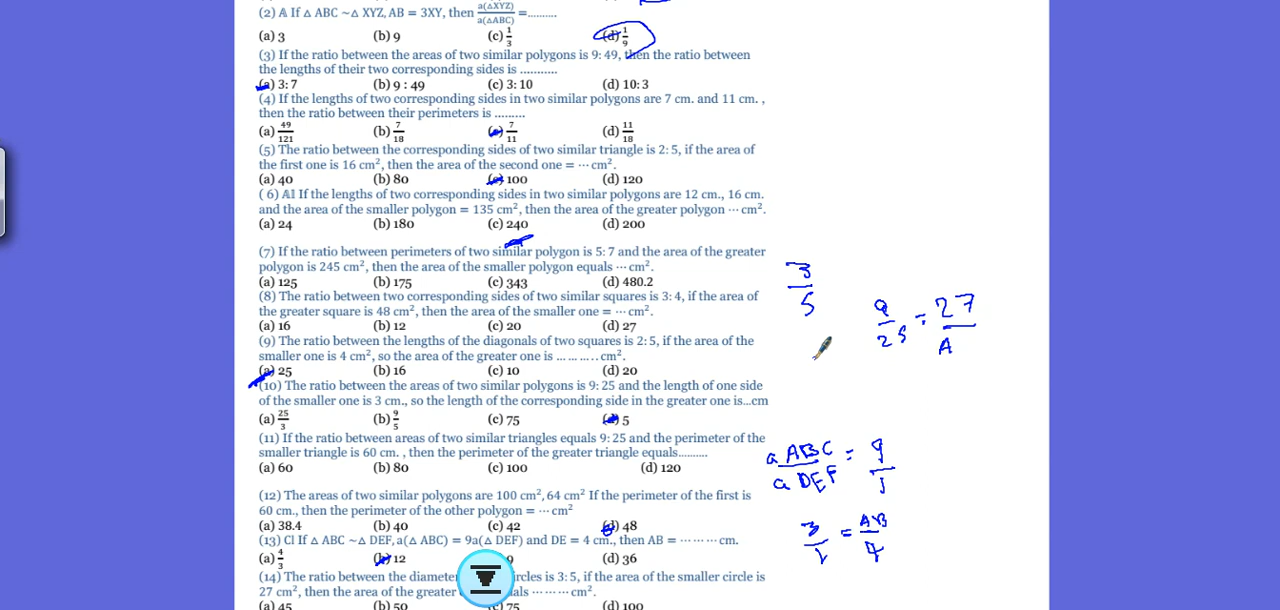 (2) 𝔸 If △ ABC ~△ XYZ, AB = 3XY, then a(△XYZ)/a(△ABC) =..........
(a) 3 (b) 9 (c) 1/3 (d) 1/9
(3) If the ratio between the areas of two similar polygons is 9: 49, then the ratio between
the lengths of their two corresponding sides is ...........
(a) 3: 7 (b) 9 : 49 (c) 3: 10 (d) 10: 3
(4) If the lengths of two corresponding sides in two similar polygons are 7 cm. and 11 cm. ,
then the ratio between their perimeters is .........
(a) 49/121 (b) 7/18 (c) 7/11 (d) 11/18
(5) The ratio between the corresponding sides of two similar triangle is 2: 5, if the area of
the first one is 16 cm², then the area of the second one = ⋯ cm².
(a) 40 (b) 80 (c) 100 (d) 120
( 6) 𝔸𝕀 If the lengths of two corresponding sides in two similar polygons are 12 cm., 16 cm.
and the area of the smaller polygon = 135 cm², then the area of the greater polygon ⋯ cm².
(a) 24 (b) 180 (c) 240 (d) 200
(7) If the ratio between perimeters of two similar polygon is 5: 7 and the area of the greater
polygon is 245 cm², then the area of the smaller polygon equals ⋯ cm².
(a) 125 (b) 175 (c) 343 (d) 480.2
(8) The ratio between two corresponding sides of two similar squares is 3: 4, if the area of
the greater square is 48 cm², then the area of the smaller one = ⋯ cm².
(a) 16 (b) 12 (c) 20 (d) 27
(9) The ratio between the lengths of the diagonals of two squares is 2: 5, if the area of the
smaller one is 4 cm², so the area of the greater one is ... ... ... .. cm².
(a) 25 (b) 16 (c) 10 (d) 20
(10) The ratio between the areas of two similar polygons is 9: 25 and the length of one side
of the smaller one is 3 cm., so the length of the corresponding side in the greater one is...cm
(a) 25/3 (b) 9/5 (c) 75 (d) 5
(11) If the ratio between areas of two similar triangles equals 9: 25 and the perimeter of the
smaller triangle is 60 cm. , then the perimeter of the greater triangle equals..........
(a) 60 (b) 80 (c) 100 (d) 120
(12) The areas of two similar polygons are 100 cm², 64 cm² If the perimeter of the first is
60 cm., then the perimeter of the other polygon = ⋯ cm²
(a) 38.4 (b) 40 (c) 42 (d) 48
(13) Cl If △ ABC ~△ DEF, a(△ ABC) = 9a(△ DEF) and DE = 4 cm., then AB = ⋯ ⋯ ⋯ cm.
(a) 4/3 (b) 12 9 (d) 36
(14) The ratio between the diamete ircles is 3: 5, if the area of the smaller circle is
27 cm², then the area of the greater als ⋯ ⋯ ⋯ cm².
(a) 45 (b) 50 (c) 75 (d) 100
3/5
9/25 = 27/A
a ABC / a DEF = 9/1
3/1 = AB/4